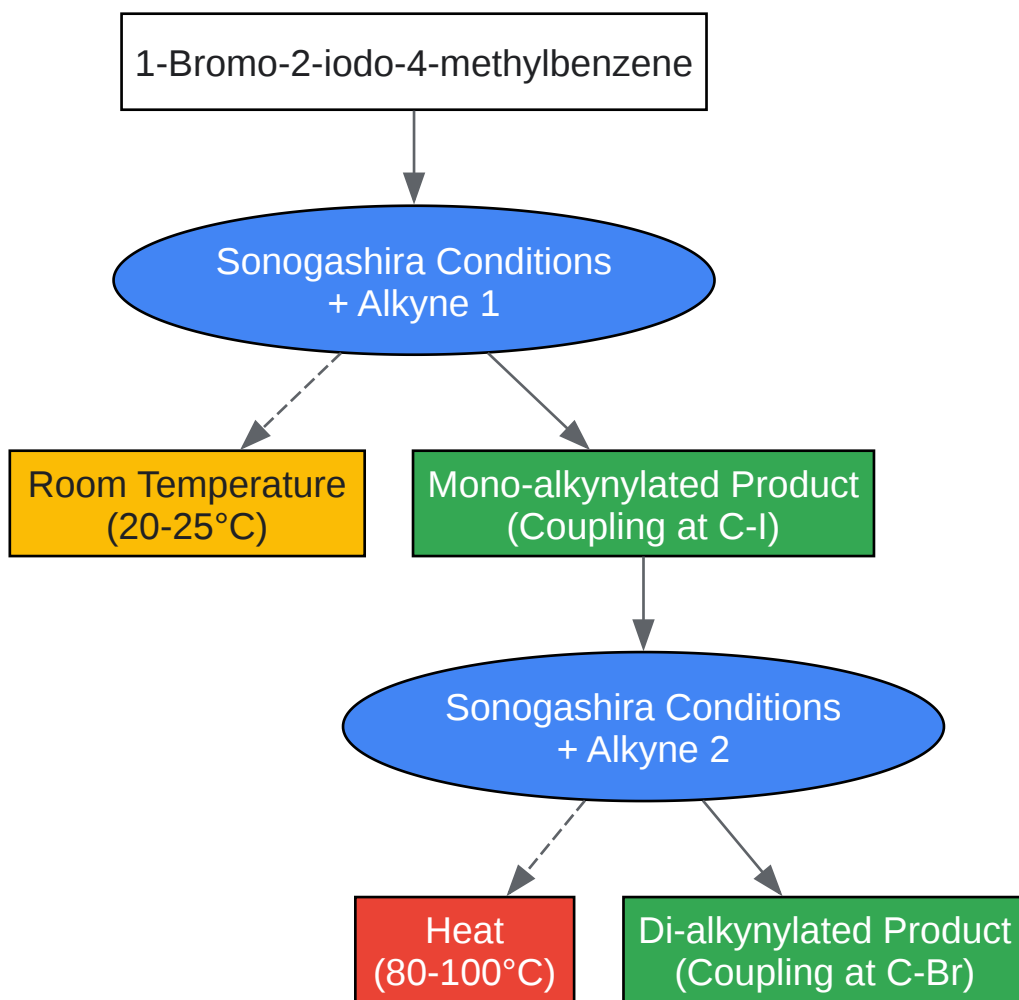 1-Bromo-2-iodo-4-methylbenzene
Sonogashira Conditions
+ Alkyne 1
Room Temperature
(20-25°C)
Mono-alkynylated Product
(Coupling at C-I)
Sonogashira Conditions
+ Alkyne 2
Heat
(80-100°C)
Di-alkynylated Product
(Coupling at C-Br)